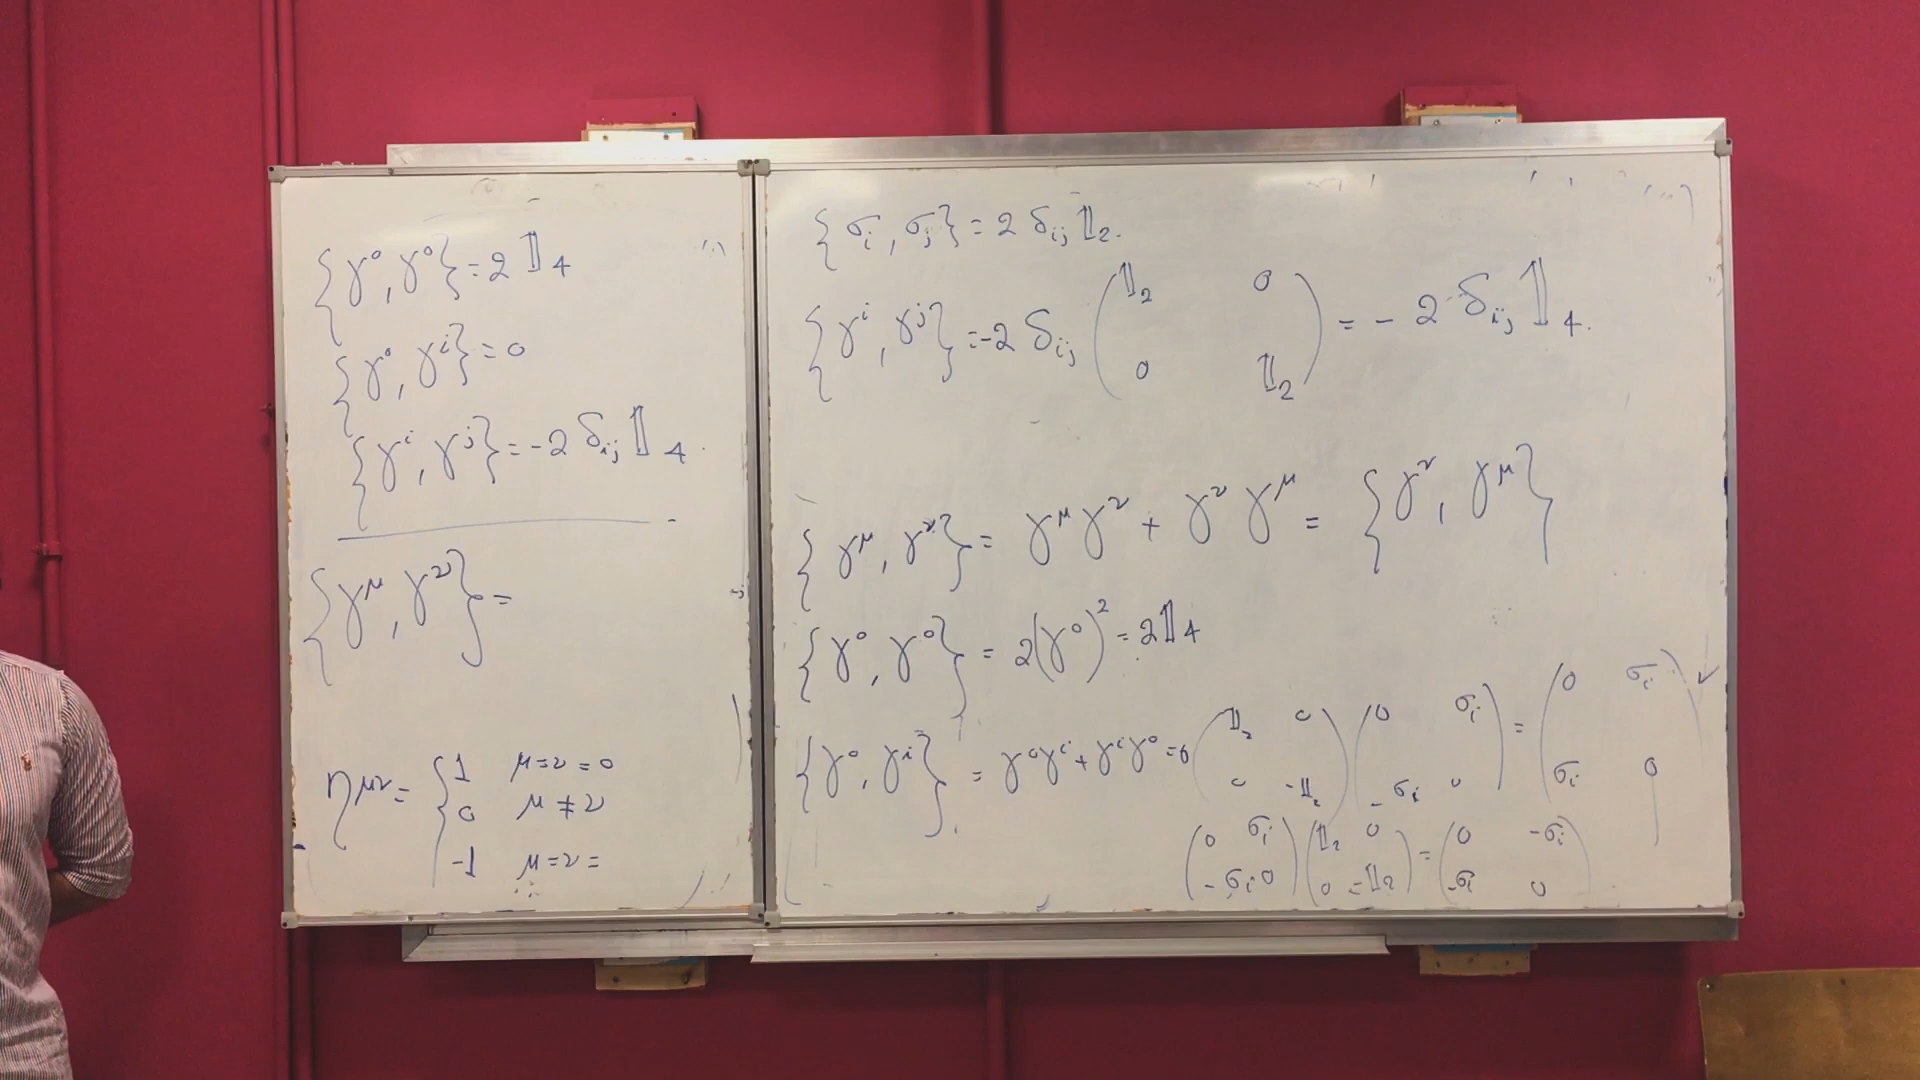 {γ⁰, γ⁰} = 2 𝟙₄
{γ⁰, γⁱ} = 0
{γⁱ, γʲ} = -2 δᵢⱼ 𝟙₄.
{γ^μ, γ^ν} =
η^μν = { 1 μ=ν=0
0 μ≠ν
-1 μ=ν=
{σᵢ, σⱼ} = 2 δᵢⱼ 𝟙₂.
{γⁱ, γʲ} = -2 δᵢⱼ (𝟙₂ 0
0 𝟙₂) = -2 δᵢⱼ 𝟙₄.
{γ^μ, γ^ν} = γ^μ γ^ν + γ^ν γ^μ = {γ^ν, γ^μ}
{γ⁰, γ⁰} = 2(γ⁰)² = 2𝟙₄
{γ⁰, γⁱ} = γ⁰γⁱ + γⁱγ⁰ = 0 (𝟙₂ 0
0 -𝟙₂) (0 σᵢ
-σᵢ 0) = (0 σᵢ
σᵢ 0
(0 σᵢ
-σᵢ 0) (𝟙₂ 0
0 -𝟙₂) = (0 -σᵢ
-σᵢ 0)